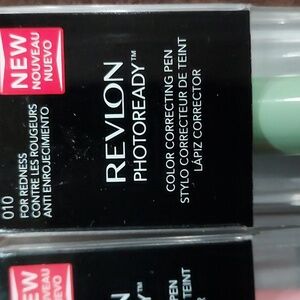 NEW
NOUVEAU
NUEVO
REVLON
PHOTOREADY™
COLOR CORRECTING PEN
STYLO CORRECTEUR DE TEINT
LÁPIZ CORRECTOR
010
FOR REDNESS
CONTRE LES ROUGEURS
ANTI ENROJECIMIENTO
NEW
NOUVEAU
NUEVO